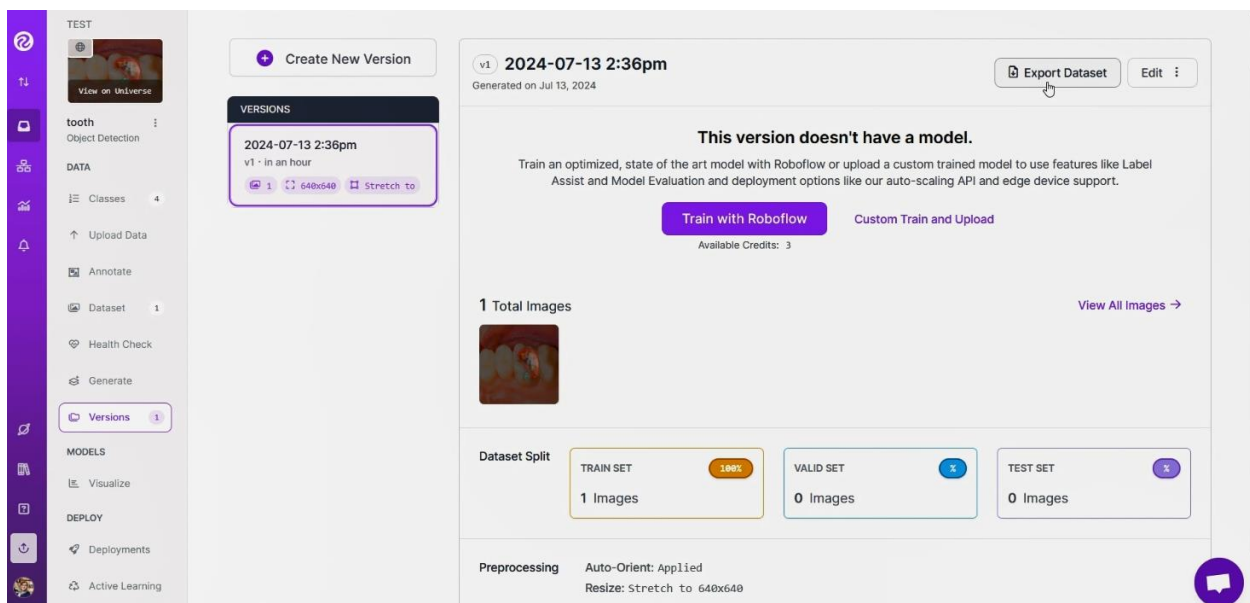 TEST
View on Universe
tooth
Object Detection
DATA
Classes 4
Upload Data
Annotate
Dataset 1
Health Check
Generate
Versions 1
MODELS
Visualize
DEPLOY
Deployments
Active Learning
Create New Version
VERSIONS
2024-07-13 2:36pm
v1 · in an hour
1 640x640 Stretch to
v1 2024-07-13 2:36pm
Generated on Jul 13, 2024
Export Dataset
Edit
This version doesn't have a model.
Train an optimized, state of the art model with Roboflow or upload a custom trained model to use features like Label
Assist and Model Evaluation and deployment options like our auto-scaling API and edge device support.
Train with Roboflow
Custom Train and Upload
Available Credits: 3
1 Total Images
View All Images →
Dataset Split
TRAIN SET 100%
1 Images
VALID SET %
0 Images
TEST SET %
0 Images
Preprocessing
Auto-Orient: Applied
Resize: Stretch to 640x640